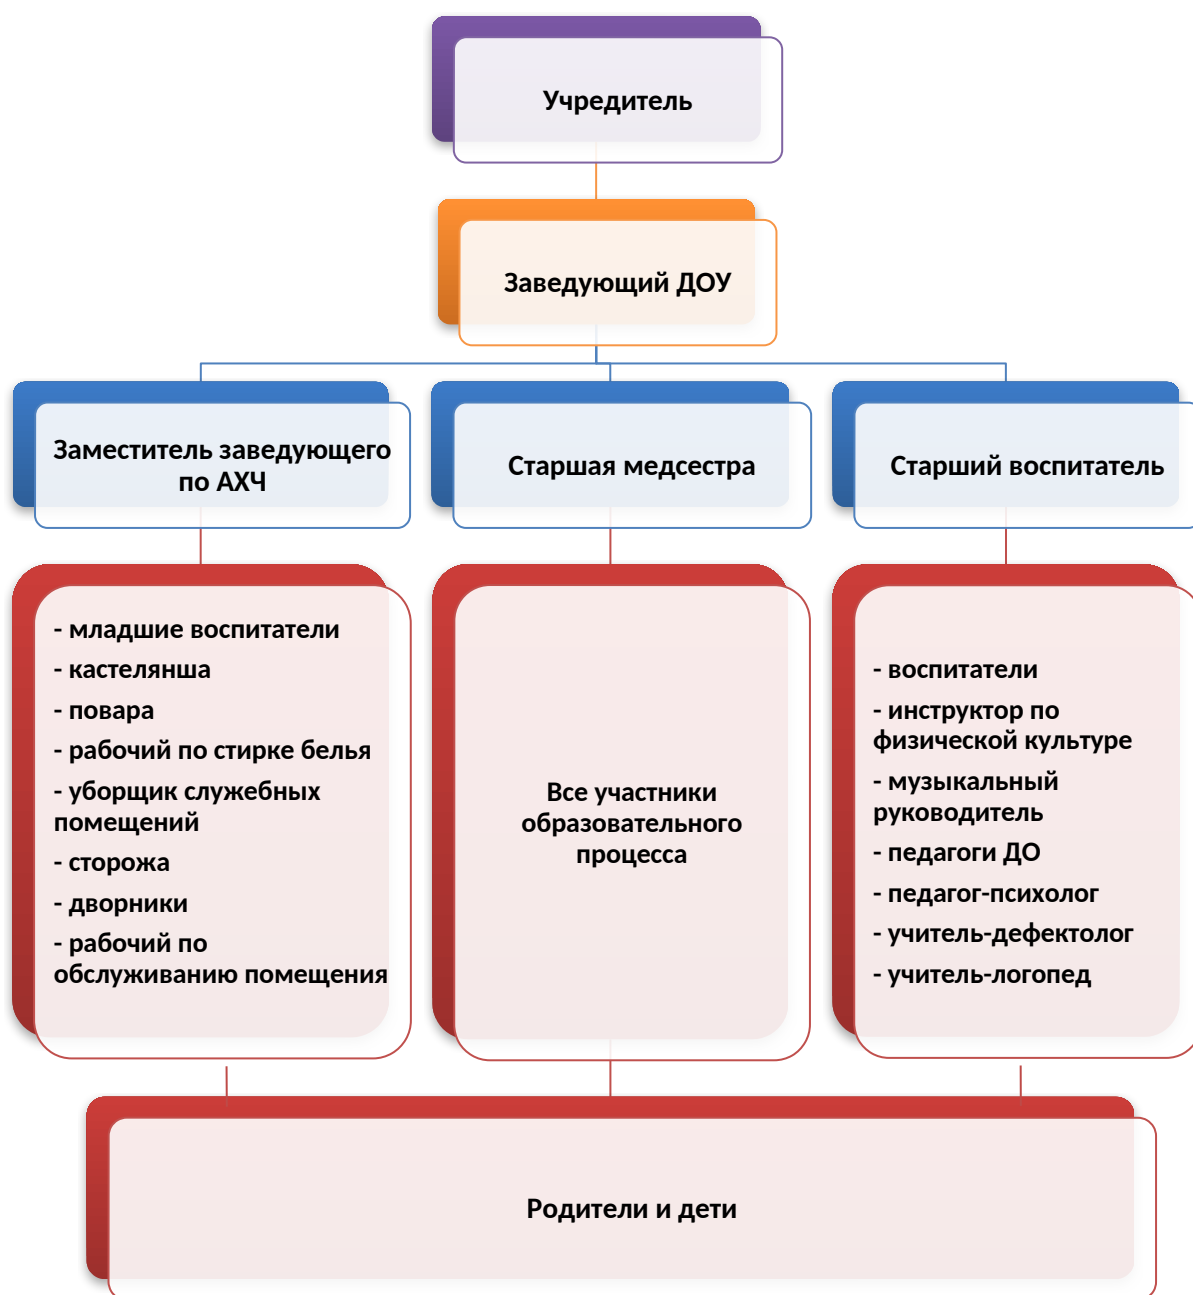 Учредитель
Заведующий ДОУ
Заместитель заведующего
по АХЧ
Старшая медсестра
Старший воспитатель
- младшие воспитатели
- кастелянша
- повара
- рабочий по стирке белья
- уборщик служебных
помещений
- сторожа
- дворники
- рабочий по
обслуживанию помещения
Все участники
образовательного
процесса
- воспитатели
- инструктор по
физической культуре
- музыкальный
руководитель
- педагоги ДО
- педагог-психолог
- учитель-дефектолог
- учитель-логопед
Родители и дети